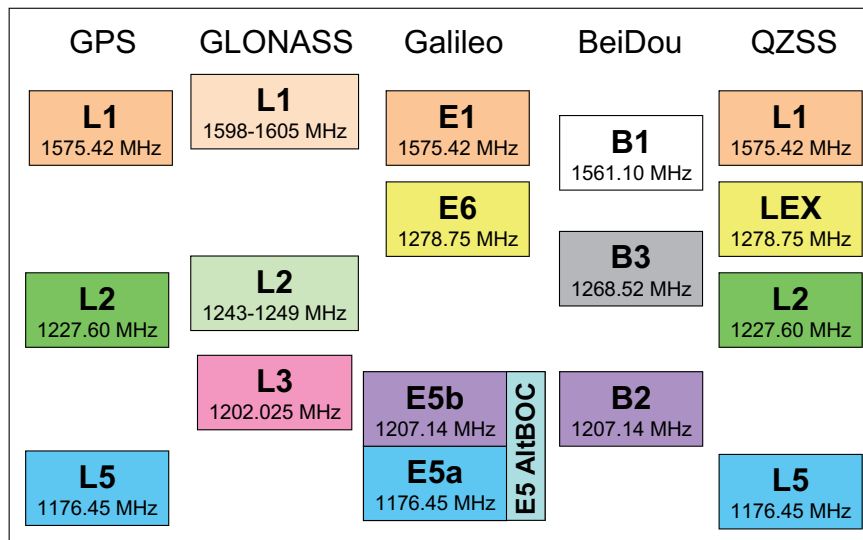 GPS
GLONASS
Galileo
BeiDou
QZSS
L1
1575.42 MHz
L2
1227.60 MHz
L5
1176.45 MHz
L1
1598-1605 MHz
L2
1243-1249 MHz
L3
1202.025 MHz
E1
1575.42 MHz
E6
1278.75 MHz
E5b
1207.14 MHz
E5a
1176.45 MHz
E5 AltBOC
B1
1561.10 MHz
B3
1268.52 MHz
B2
1207.14 MHz
L1
1575.42 MHz
LEX
1278.75 MHz
L2
1227.60 MHz
L5
1176.45 MHz